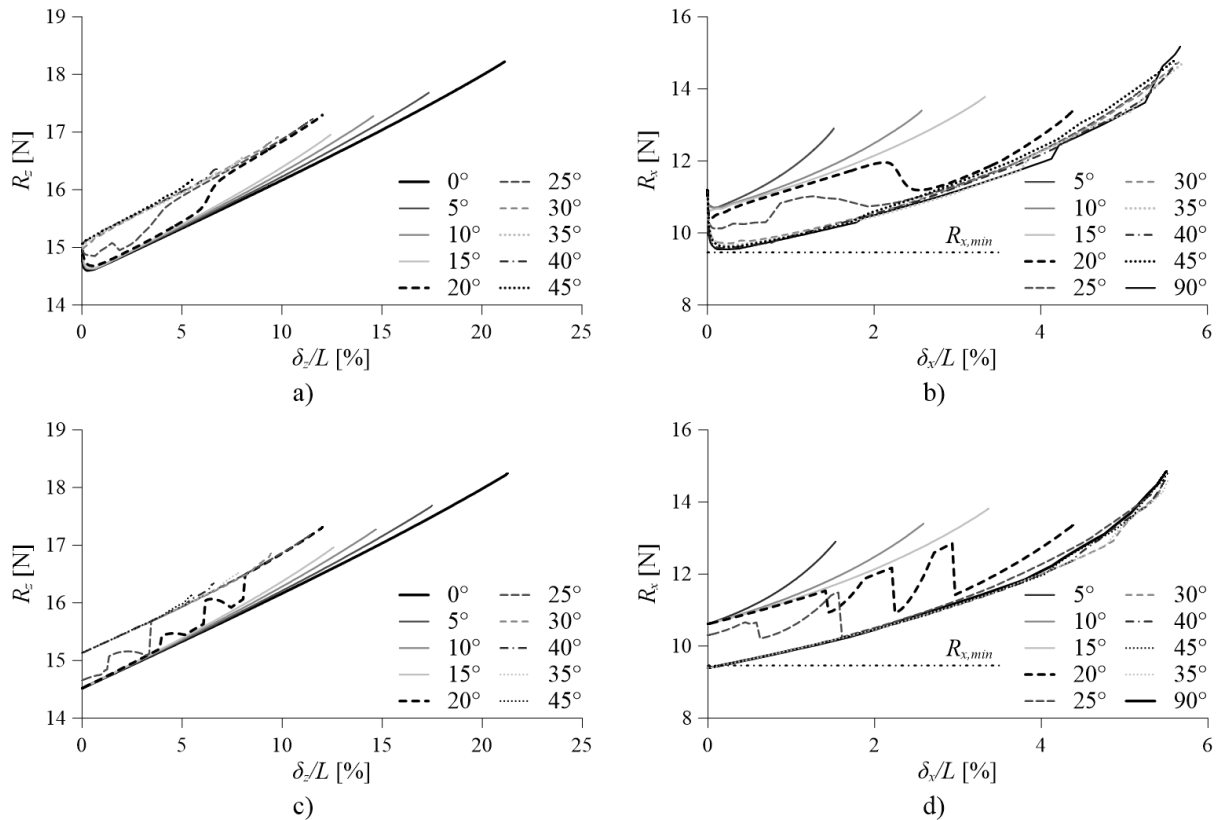 19
18
17
16
15
14
R_z [N]
0° 25°
5° 30°
10° 35°
15° 40°
20° 45°
0 5 10 15 20 25
δ_z/L [%]
a)
16
14
12
10
8
R_x [N]
R_x,min
5° 30°
10° 35°
15° 40°
20° 45°
25° 90°
0 2 4 6
δ_x/L [%]
b)
19
18
17
16
15
14
R_z [N]
0° 25°
5° 30°
10° 40°
15° 35°
20° 45°
0 5 10 15 20 25
δ_z/L [%]
c)
16
14
12
10
8
R_x [N]
R_x,min
5° 30°
10° 40°
15° 45°
20° 35°
25° 90°
0 2 4 6
δ_x/L [%]
d)